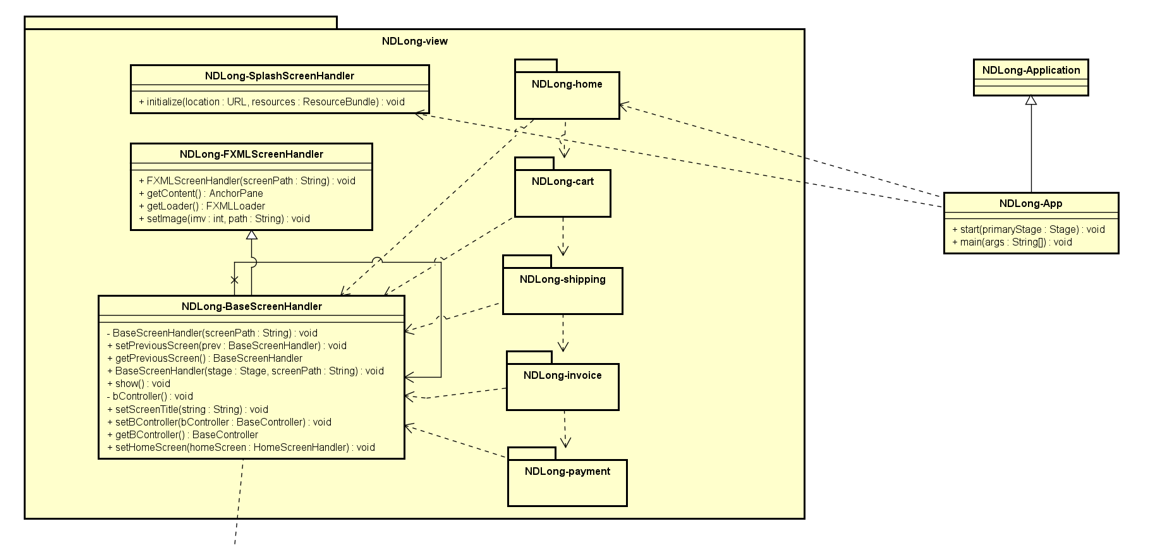 NDLong-view
NDLong-SplashScreenHandler
+ initialize(location : URL, resources : ResourceBundle) : void
NDLong-FXMLScreenHandler
+ FXMLScreenHandler(screenPath : String) : void
+ getContent() : AnchorPane
+ getLoader() : FXMLLoader
+ setImage(imv : int, path : String) : void
NDLong-BaseScreenHandler
- BaseScreenHandler(screenPath : String) : void
+ setPreviousScreen(prev : BaseScreenHandler) : void
+ getPreviousScreen() : BaseScreenHandler
+ BaseScreenHandler(stage : Stage, screenPath : String) : void
+ show() : void
- bController() : void
+ setScreenTitle(string : String) : void
+ setBController(bController : BaseController) : void
+ getBController() : BaseController
+ setHomeScreen(homeScreen : HomeScreenHandler) : void
NDLong-home
NDLong-cart
NDLong-shipping
NDLong-invoice
NDLong-payment
NDLong-Application
NDLong-App
+ start(primaryStage : Stage) : void
+ main(args : String[]) : void